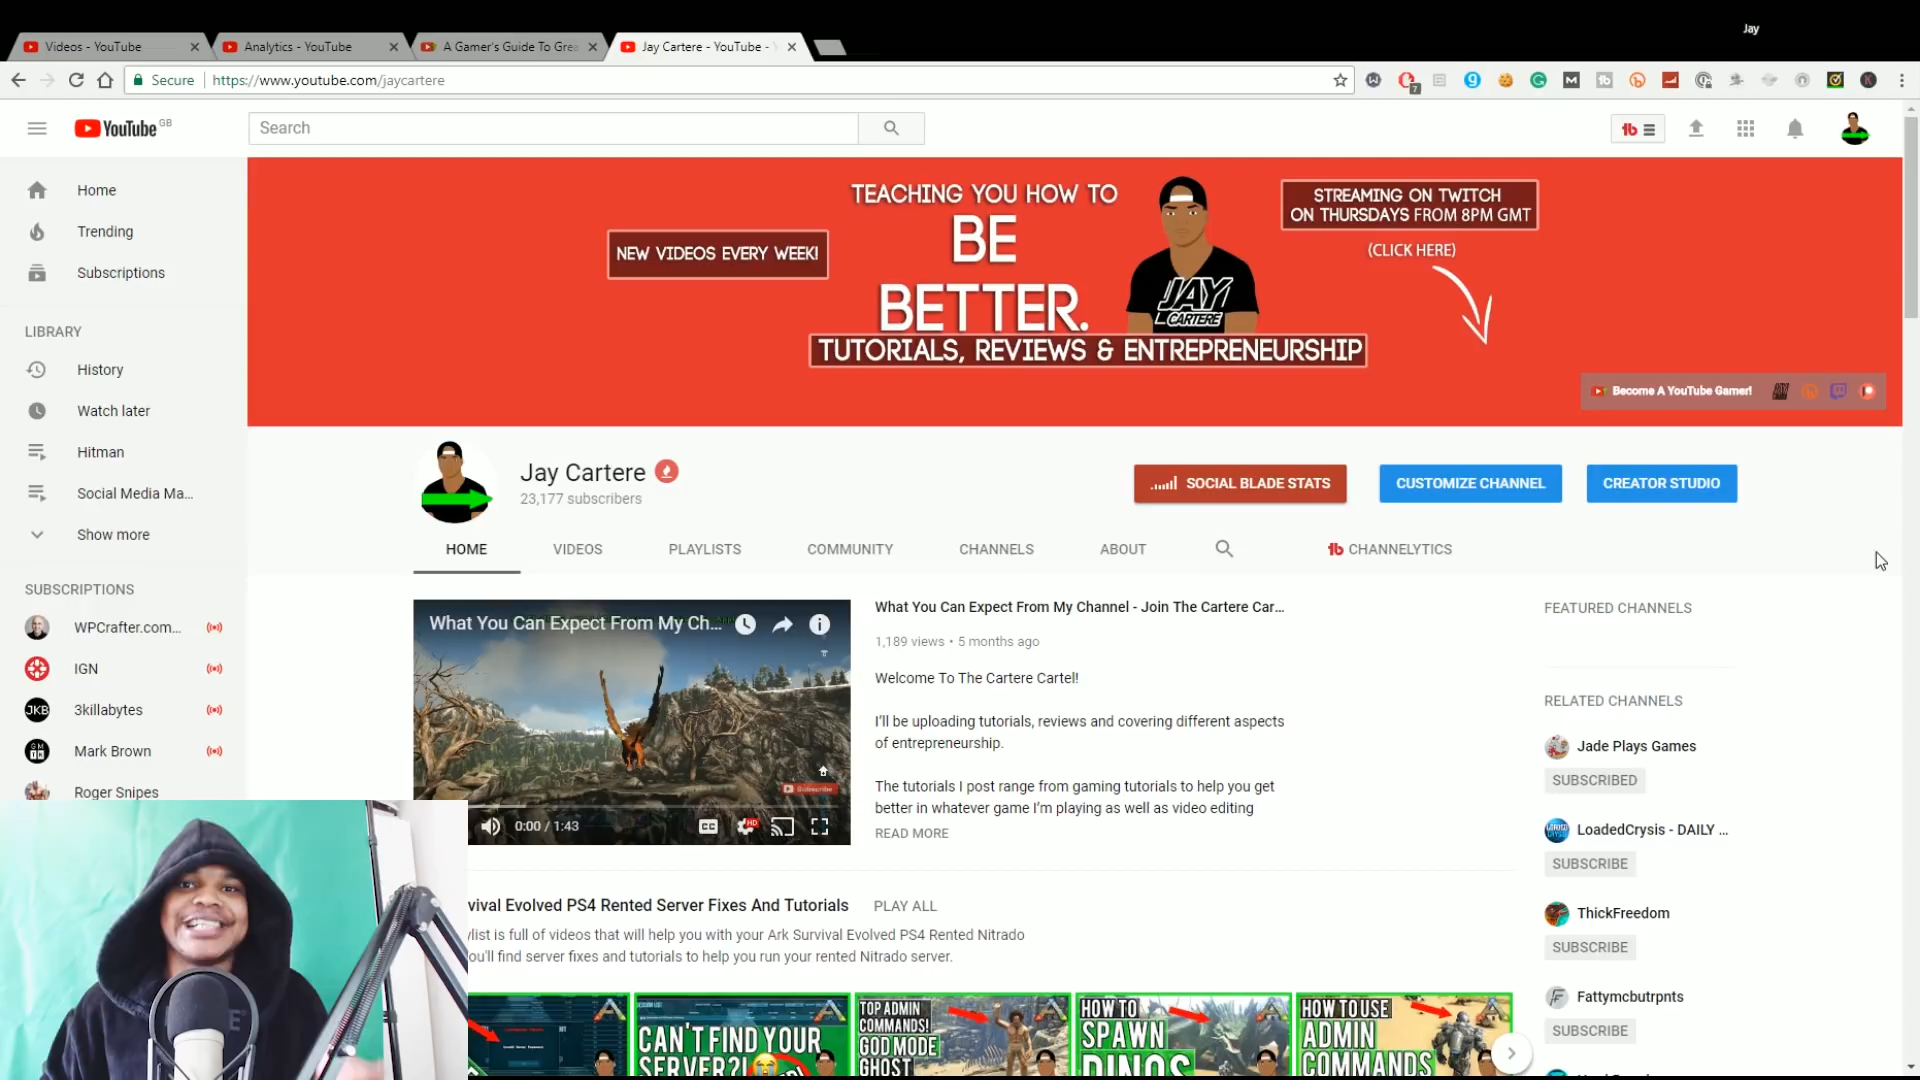 Jay
Videos - YouTube
Analytics - YouTube
A Gamer's Guide To Grea
Jay Cartere - YouTube -
Secure
https://www.youtube.com/jaycartere
7
YouTube GB
Search
Home
Trending
Subscriptions
LIBRARY
History
Watch later
Hitman
Social Media Ma...
Show more
SUBSCRIPTIONS
WPCrafter.com...
IGN
JKB
3killabytes
Mark Brown
Roger Snipes
NEW VIDEOS EVERY WEEK!
TEACHING YOU HOW TO
BE
BETTER.
TUTORIALS, REVIEWS & ENTREPRENEURSHIP
JAY
CARTERE
STREAMING ON TWITCH
ON THURSDAYS FROM 8PM GMT
(CLICK HERE)
Become A YouTube Gamer!
Jay Cartere
23,177 subscribers
SOCIAL BLADE STATS
CUSTOMIZE CHANNEL
CREATOR STUDIO
HOME
VIDEOS
PLAYLISTS
COMMUNITY
CHANNELS
ABOUT
tb CHANNELYTICS
What You Can Expect From My Ch...
Subscribe
0:00 / 1:43
CC
HD
What You Can Expect From My Channel - Join The Cartere Car...
1,189 views • 5 months ago
Welcome To The Cartere Cartel!
I'll be uploading tutorials, reviews and covering different aspects
of entrepreneurship.
The tutorials I post range from gaming tutorials to help you get
better in whatever game I'm playing as well as video editing
READ MORE
FEATURED CHANNELS
RELATED CHANNELS
Jade Plays Games
SUBSCRIBED
LoadedCrysis - DAILY ...
SUBSCRIBE
ThickFreedom
SUBSCRIBE
Fattymcbutrpnts
SUBSCRIBE
vival Evolved PS4 Rented Server Fixes And Tutorials
PLAY ALL
list is full of videos that will help you with your Ark Survival Evolved PS4 Rented Nitrado
ou'll find server fixes and tutorials to help you run your rented Nitrado server.
CAN'T FIND YOUR
SERVER?!
TOP ADMIN
COMMANDS!
GOD MODE
GHOST
HOW TO
SPAWN
DINOS
HOW TO USE
ADMIN
COMMANDS